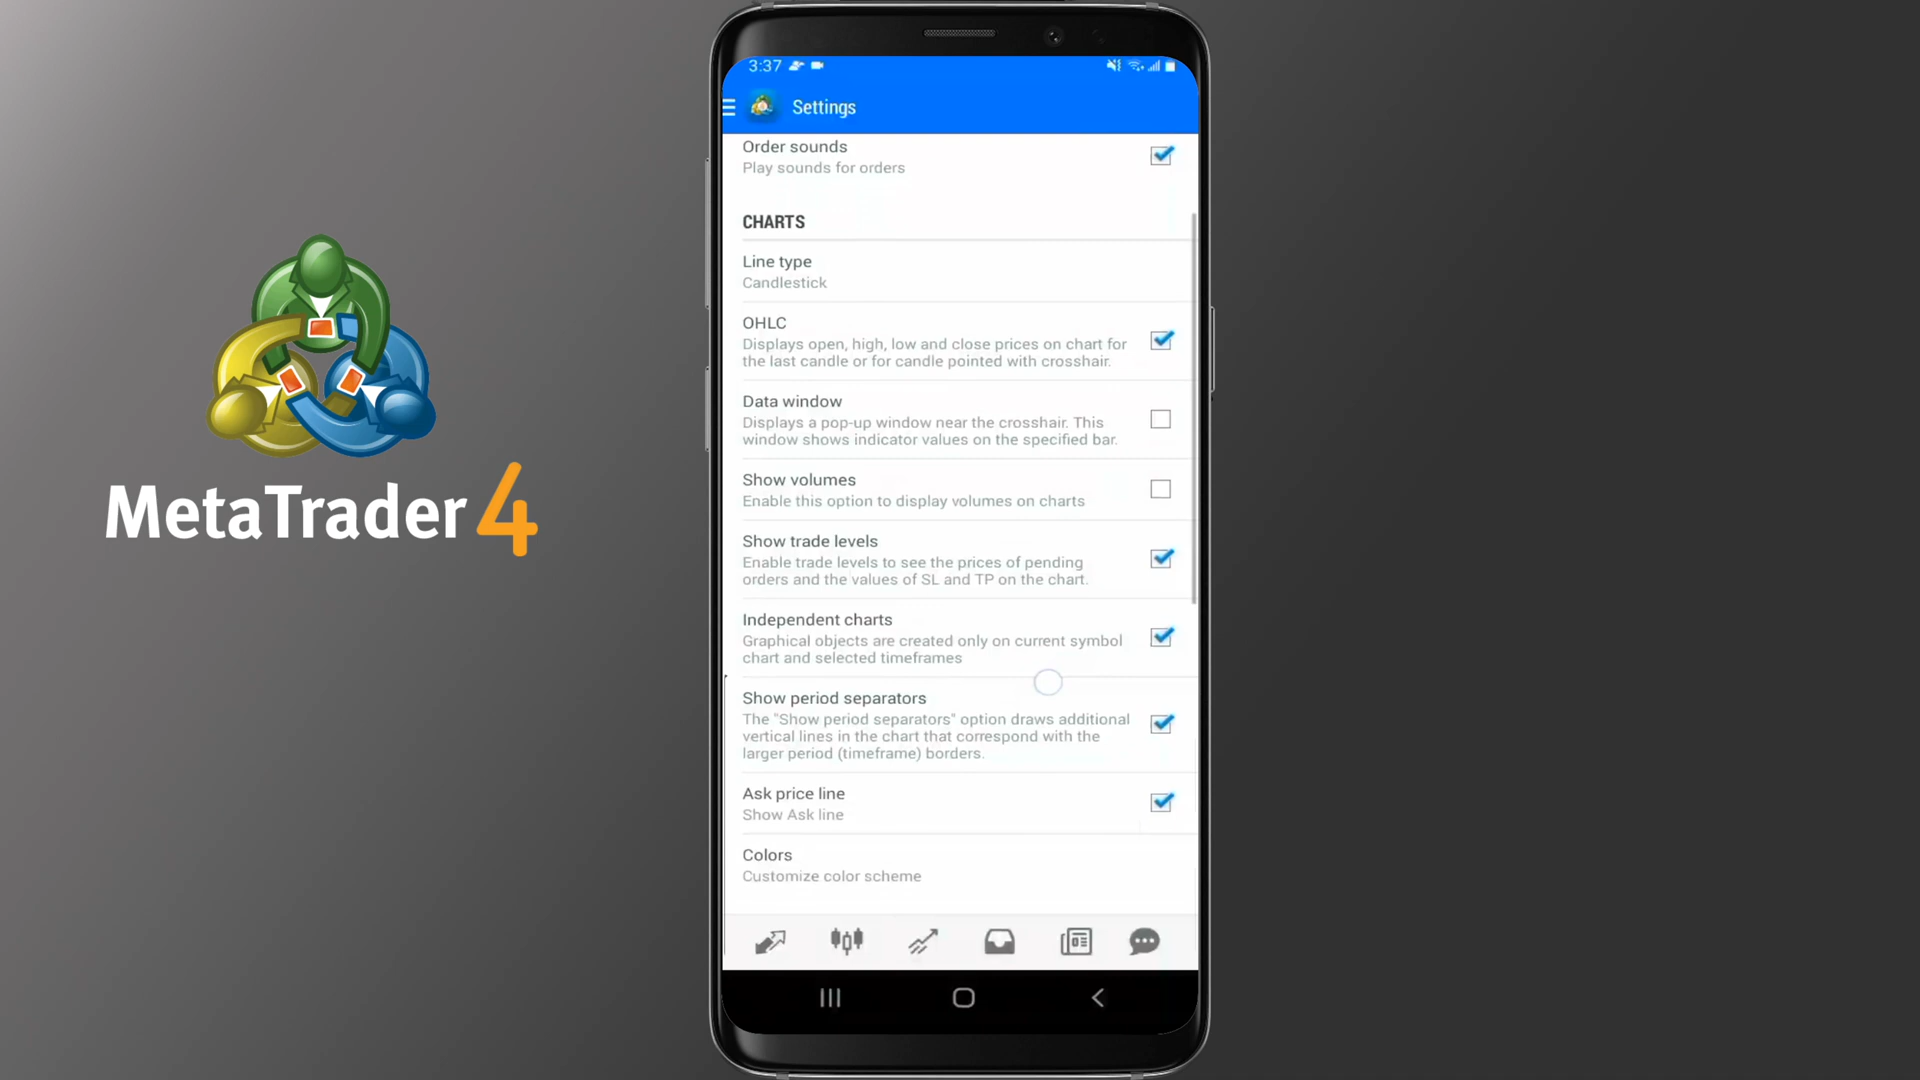 3:37
Settings
Order sounds
Play sounds for orders
CHARTS
Line type
Candlestick
OHLC
Displays open, high, low and close prices on chart for
the last candle or for candle pointed with crosshair.
Data window
Displays a pop-up window near the crosshair. This
window shows indicator values on the specified bar.
Show volumes
Enable this option to display volumes on charts
Show trade levels
Enable trade levels to see the prices of pending
orders and the values of SL and TP on the chart.
Independent charts
Graphical objects are created only on current symbol
chart and selected timeframes
Show period separators
The "Show period separators" option draws additional
vertical lines in the chart that correspond with the
larger period (timeframe) borders.
Ask price line
Show Ask line
Colors
Customize color scheme
MetaTrader 4